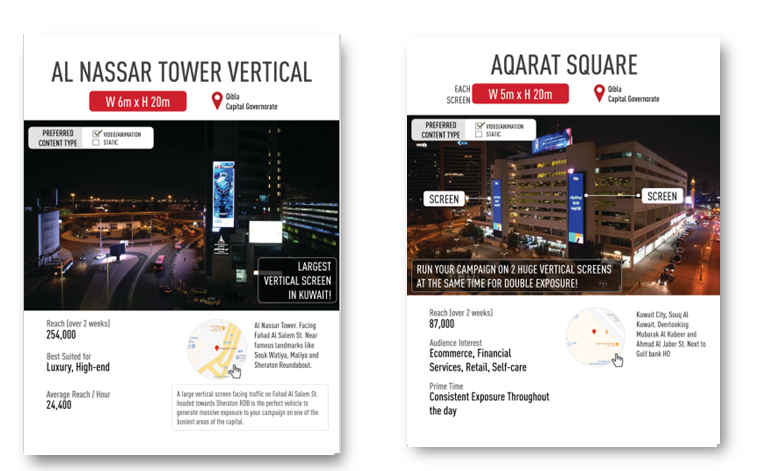 AL NASSAR TOWER VERTICAL
W 6m x H 20m
Qibla
Capital Governorate
PREFERRED
CONTENT TYPE
VIDEO/ANIMATION
STATIC
LARGEST
VERTICAL SCREEN
IN KUWAIT!
Reach (over 2 weeks)
254,000
Best Suited for
Luxury, High-end
Average Reach / Hour
24,400
Al Nassar Tower. Facing
Fahad Al Salem St. Near
famous landmarks like
Souk Watiya, Maliya and
Sheraton Roundabout.
A large vertical screen facing traffic on Fahad Al Salem St.
headed towards Sheraton RDB is the perfect vehicle to
generate massive exposure to your campaign on one of the
busiest areas of the capital.
AQARAT SQUARE
EACH
SCREEN
W 5m x H 20m
Qibla
Capital Governorate
PREFERRED
CONTENT TYPE
VIDEO/ANIMATION
STATIC
SCREEN
SCREEN
RUN YOUR CAMPAIGN ON 2 HUGE VERTICAL SCREENS
AT THE SAME TIME FOR DOUBLE EXPOSURE!
Reach (over 2 weeks)
87,000
Audience Interest
Ecommerce, Financial
Services, Retail, Self-care
Prime Time
Consistent Exposure Throughout
the day
Kuwait City, Souq Al
Kuwait. Overlooking
Mubarak Al Kabeer and
Ahmad Al Jaber St. Next to
Gulf bank HO